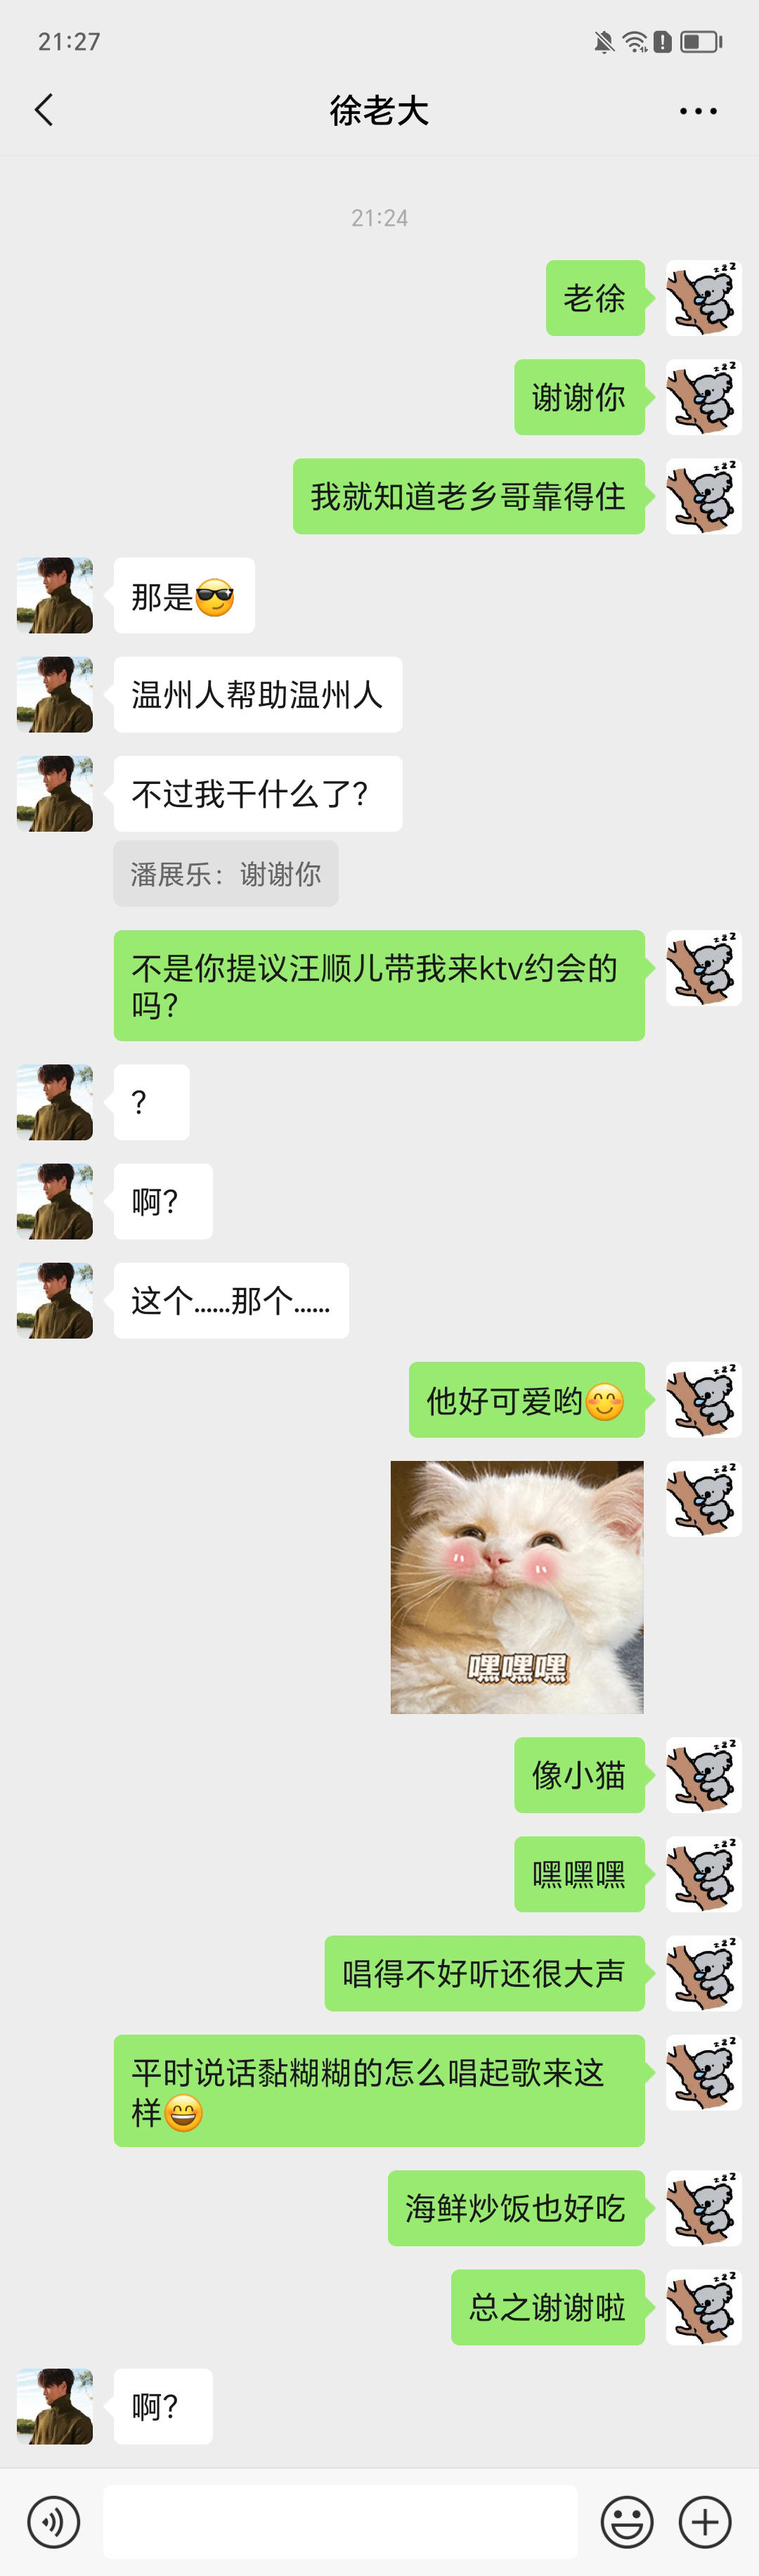 21:27
徐老大
21:24
老徐
谢谢你
我就知道老乡哥靠得住
那是😎
温州人帮助温州人
不过我干什么了？
潘展乐：谢谢你
不是你提议汪顺儿带我来ktv约会的
吗？
？
啊？
这个......那个......
他好可爱哟😊
嘿嘿嘿
像小猫
嘿嘿嘿
唱得不好听还很大声
平时说话黏糊糊的怎么唱起歌来这
样😄
海鲜炒饭也好吃
总之谢谢啦
啊？